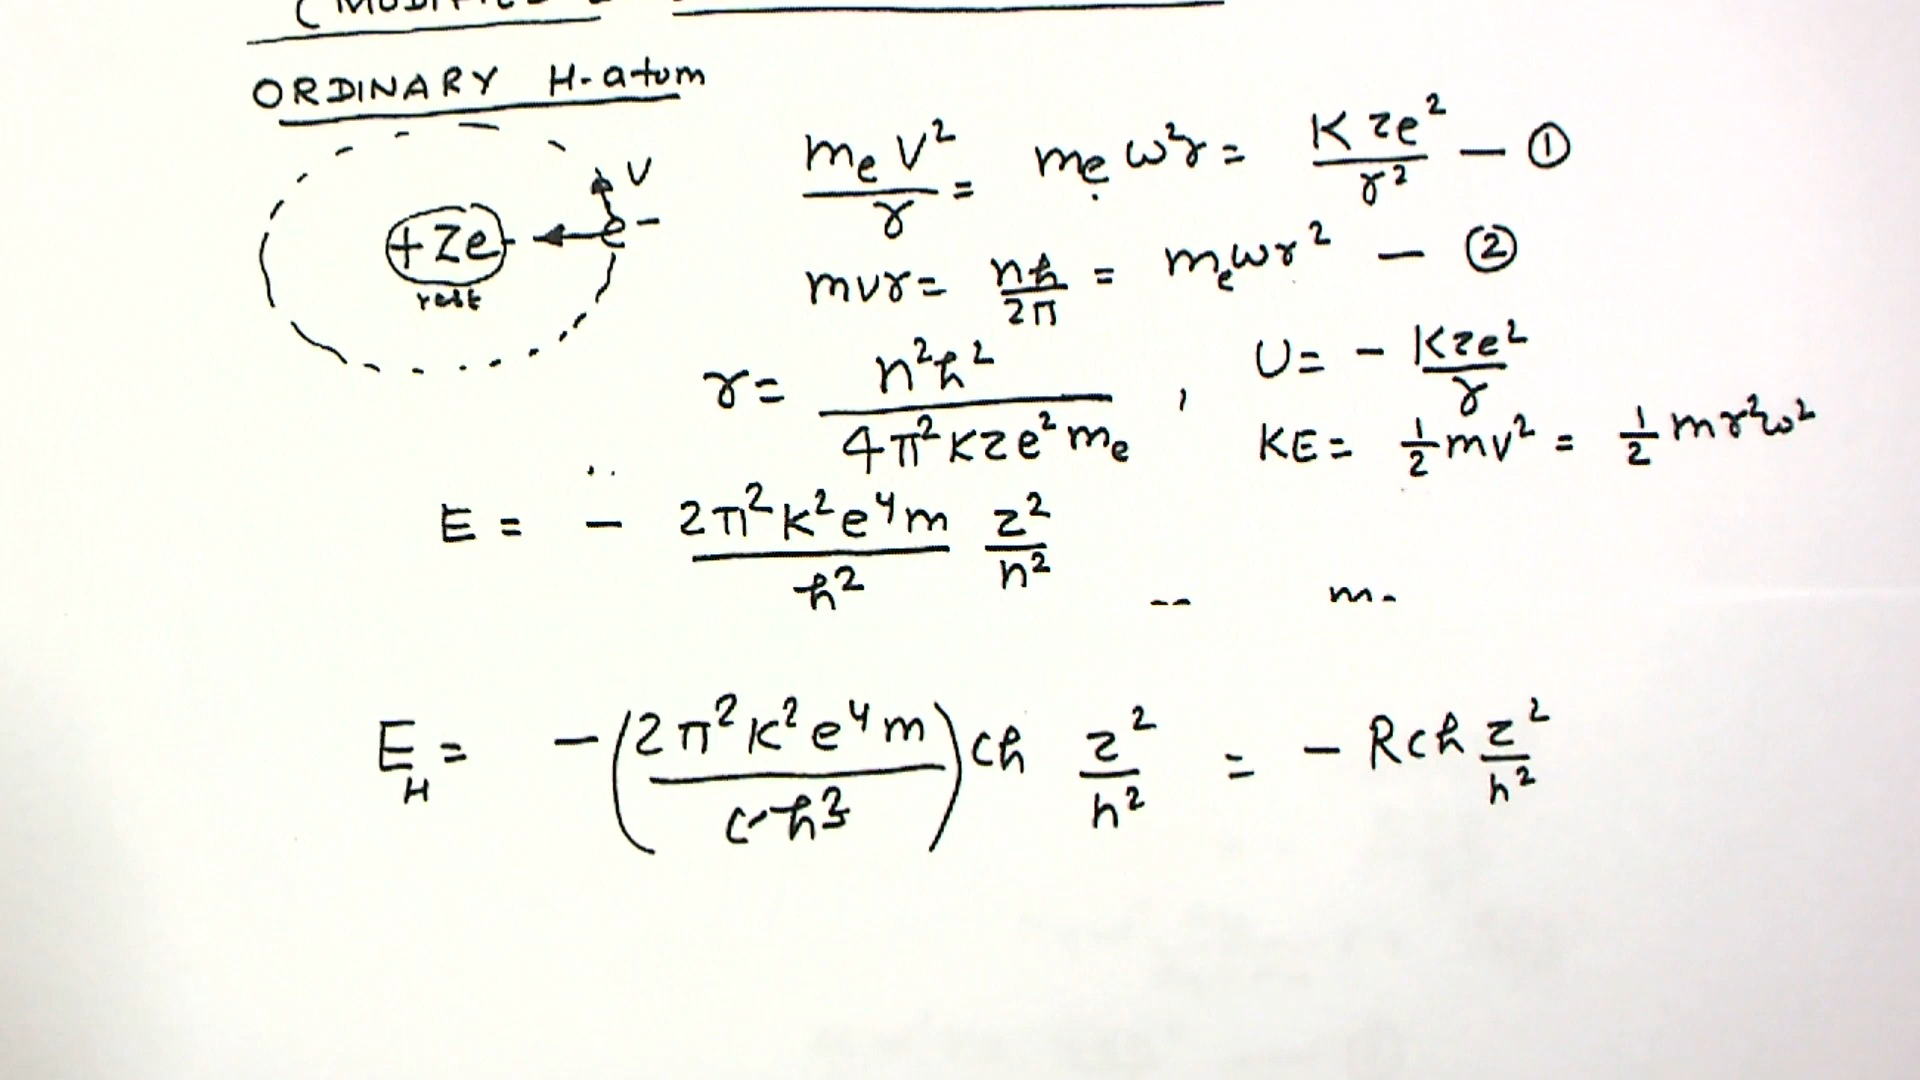 ORDINARY H-atom
+Ze
rest
e-
V
meV²/r = meω²r = KZe²/r² — ①
mvr = nh/2π = meωr² — ②
r = n²h²/4π²KZe²me , U = - KZe²/r
KE = ½mv² = ½mr²ω²
E = - 2π²K²e⁴m/h² z²/n²
EH = - (2π²K²e⁴m/ch³) ch z²/n² = - Rch z²/n²